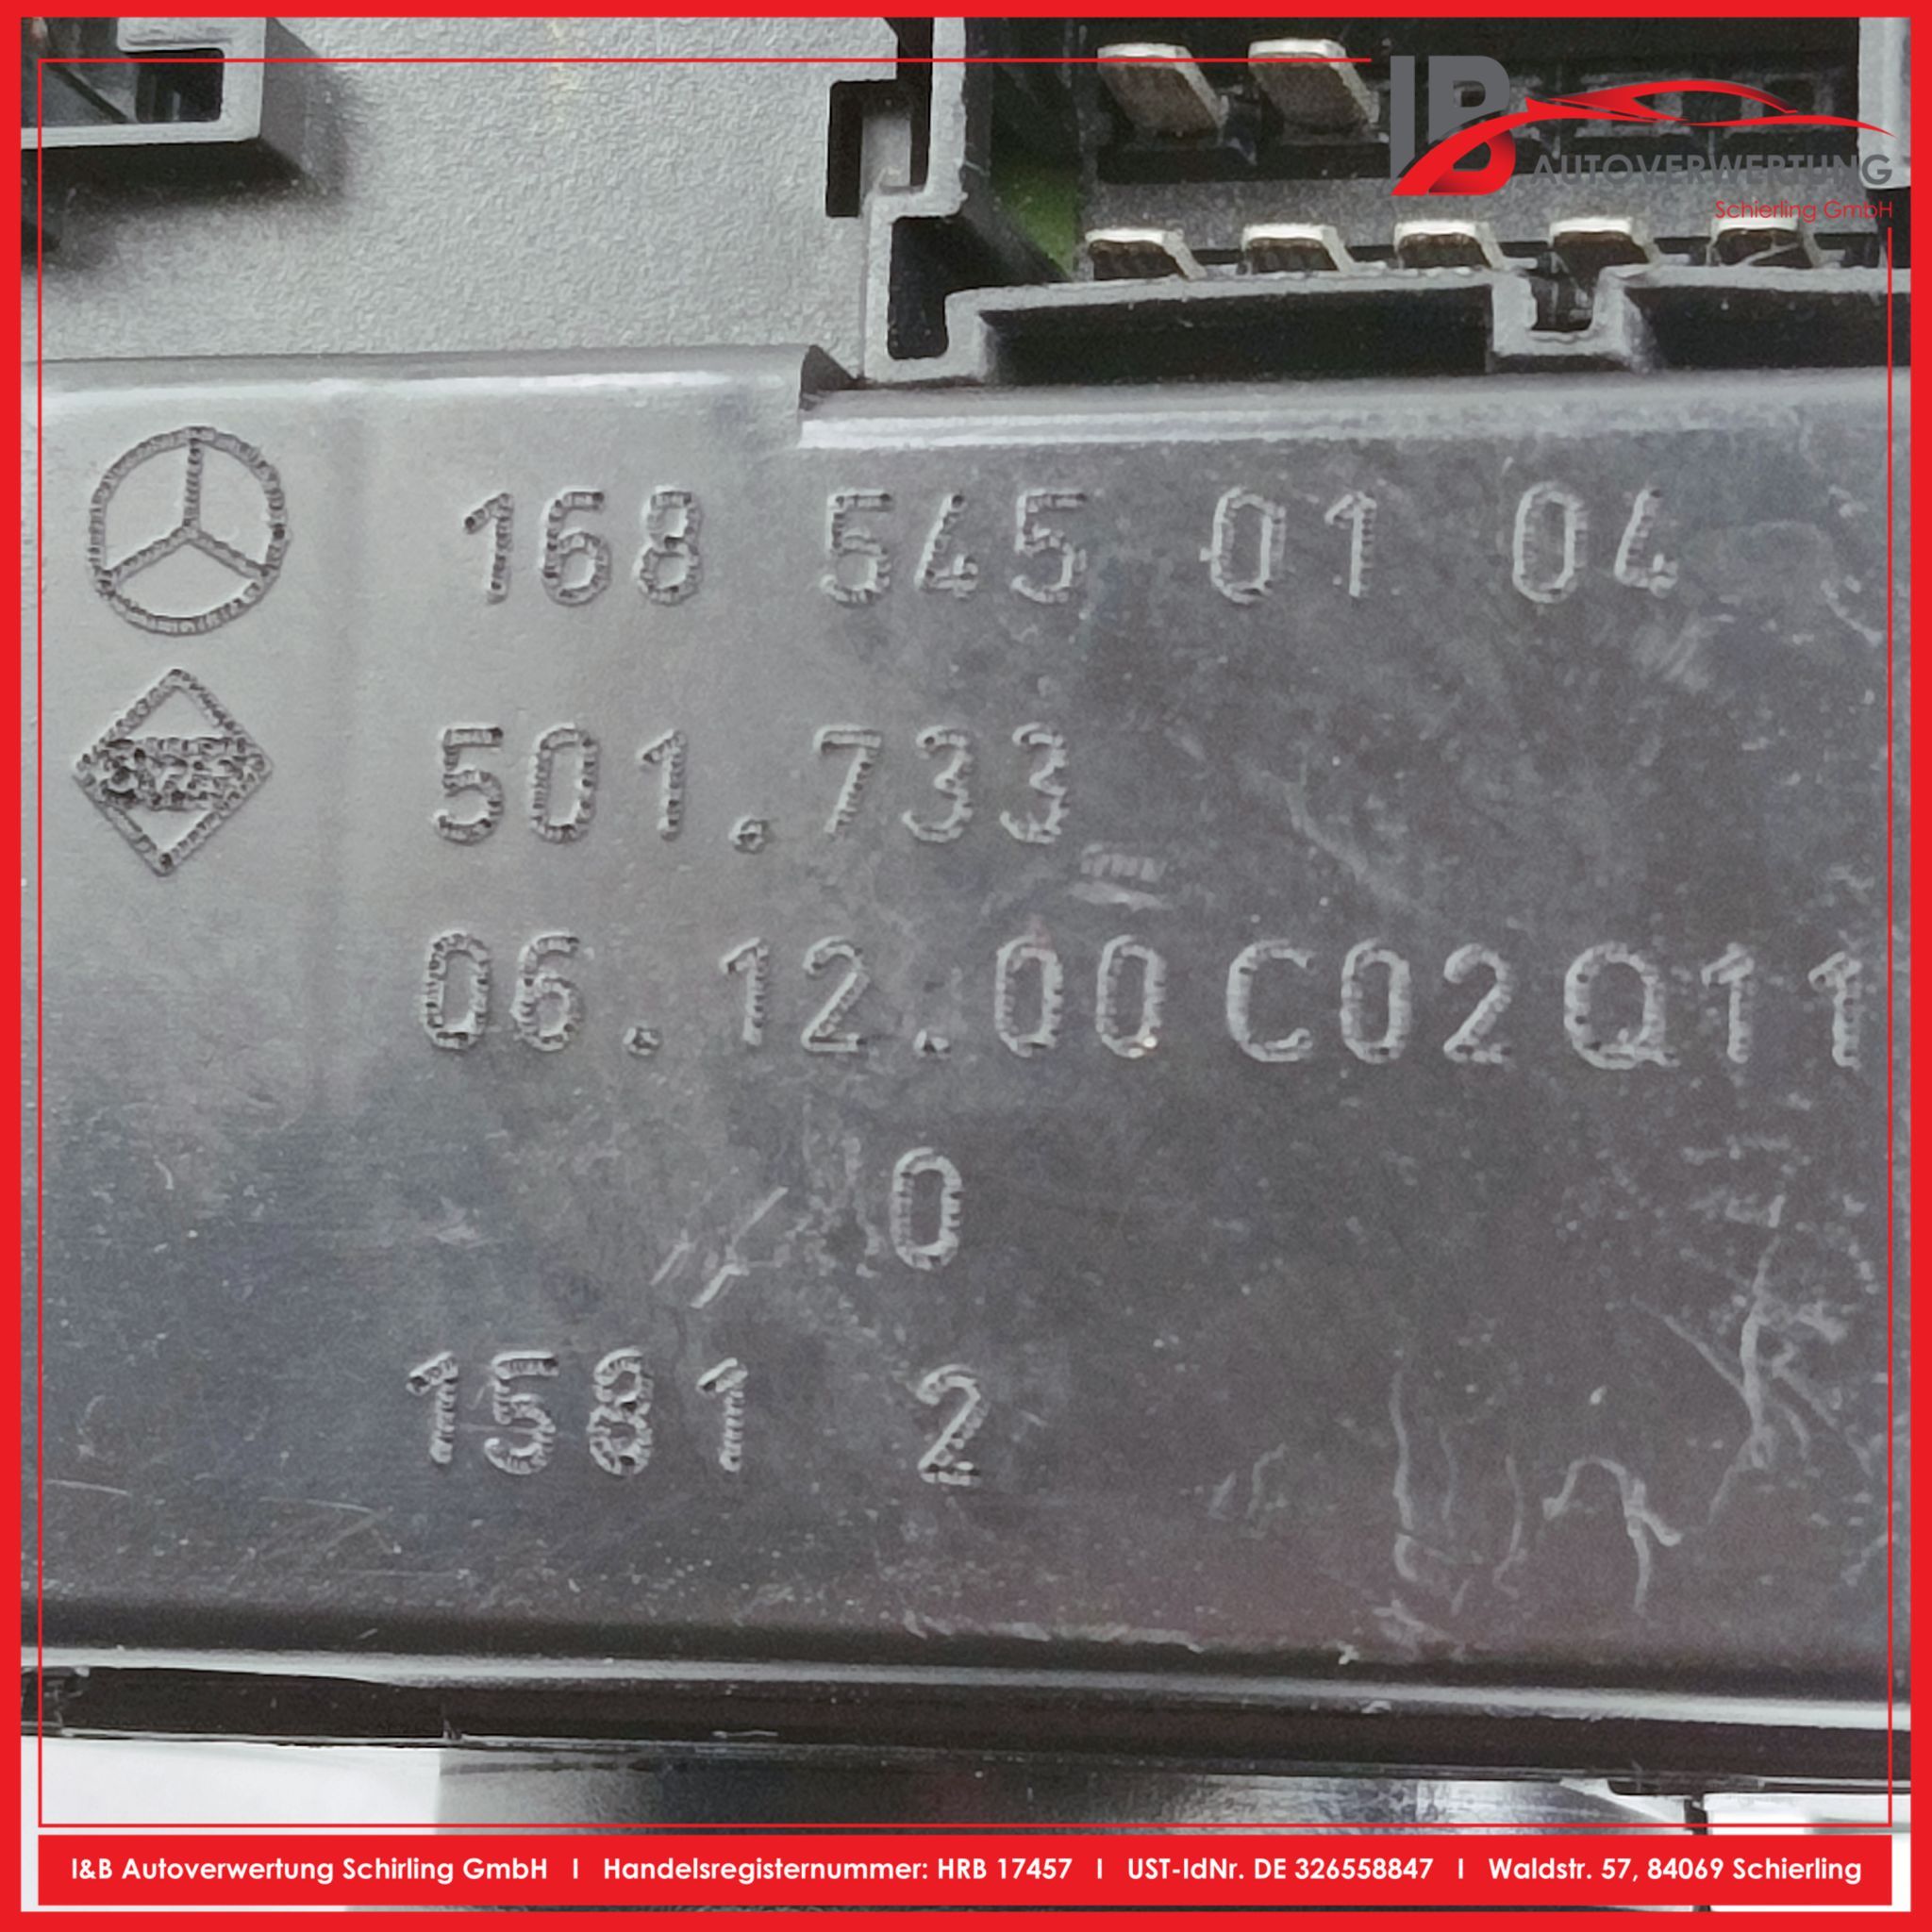 IB
AUTOVERWERTUNG
Schierling GmbH
168 545 01 04
501.733
06.12.00 C02Q11
0
1581 2
I&B Autoverwertung Schirling GmbH I Handelsregisternummer: HRB 17457 I UST-IdNr. DE 326558847 I Waldstr. 57, 84069 Schierling